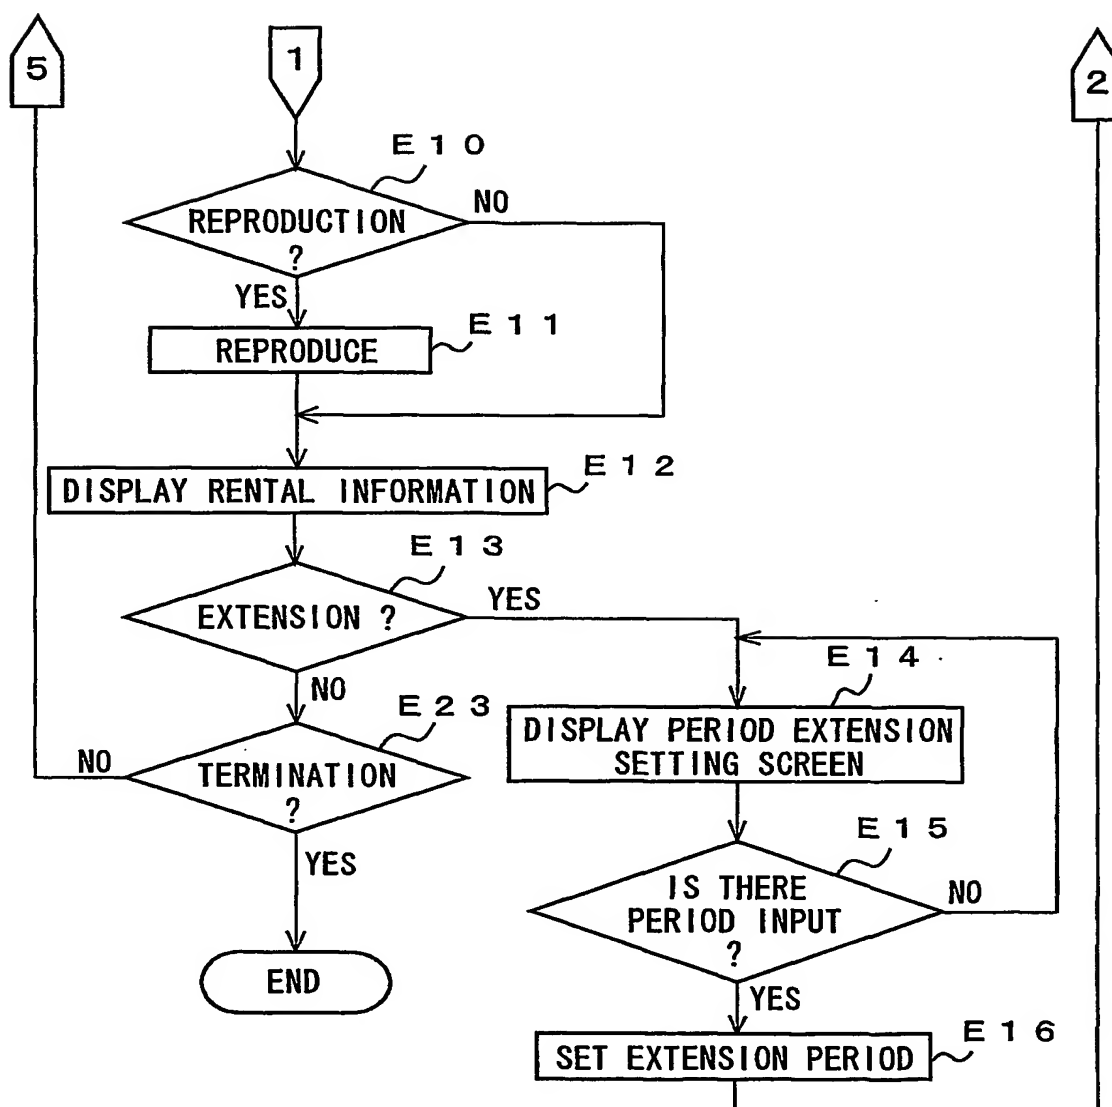 5
1
2
E10
REPRODUCTION
?
NO
YES
E11
REPRODUCE
E12
DISPLAY RENTAL INFORMATION
E13
EXTENSION ?
YES
NO
E14
DISPLAY PERIOD EXTENSION
SETTING SCREEN
E23
NO
TERMINATION
?
YES
E15
IS THERE
PERIOD INPUT
?
NO
YES
END
E16
SET EXTENSION PERIOD